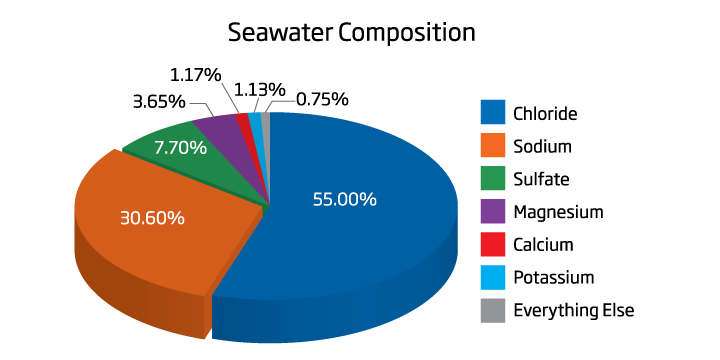 Seawater Composition
1.17%
1.13%
0.75%
3.65%
7.70%
55.00%
30.60%
Chloride
Sodium
Sulfate
Magnesium
Calcium
Potassium
Everything Else